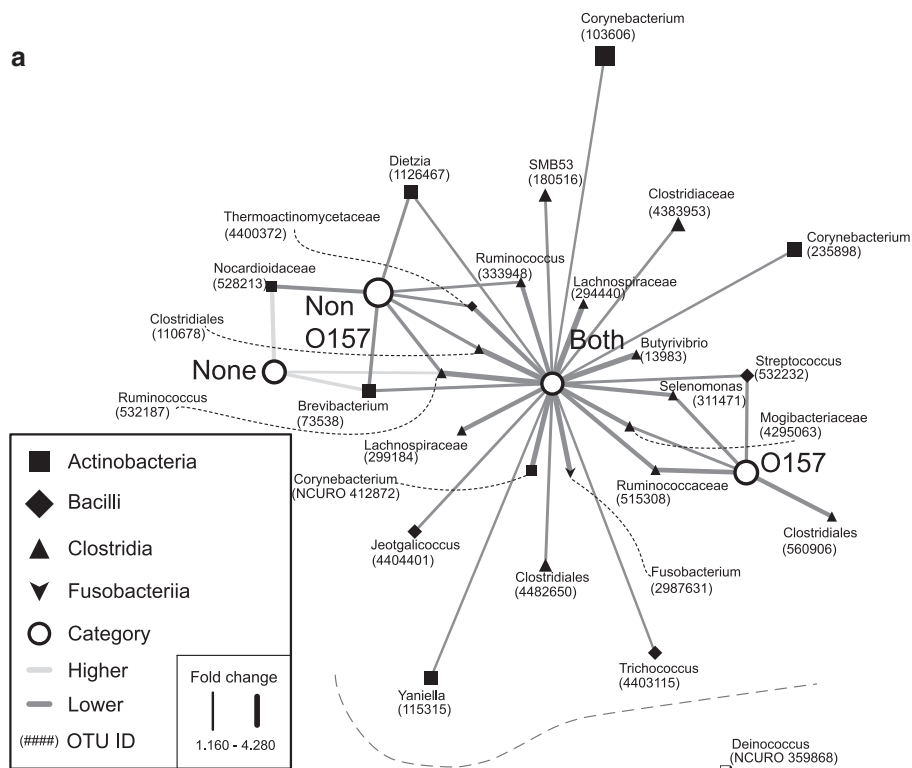 a
Corynebacterium
(103606)
Dietzia
(1126467)
SMB53
(180516)
Clostridiaceae
(4383953)
Thermoactinomycetaceae
(4400372)
Corynebacterium
(235898)
Nocardioidaceae
(528213)
Ruminococcus
(333948)
Lachnospiraceae
(294440)
Non
O157
Clostridiales
(110678)
Both
Butyrivibrio
(13983)
None
Streptococcus
(532232)
Selenomonas
(311471)
Ruminococcus
(532187)
Brevibacterium
(73538)
Mogibacteriaceae
(4295063)
Lachnospiraceae
(299184)
O157
Corynebacterium
(NCURO 412872)
Ruminococcaceae
(515308)
Clostridiales
(560906)
Jeotgalicoccus
(4404401)
Clostridiales
(4482650)
Fusobacterium
(2987631)
Trichococcus
(4403115)
Yaniella
(115315)
Deinococcus
(NCURO 359868)
Actinobacteria
Bacilli
Clostridia
Fusobacteriia
Category
Higher
Lower
(####) OTU ID
Fold change
1.160 - 4.280